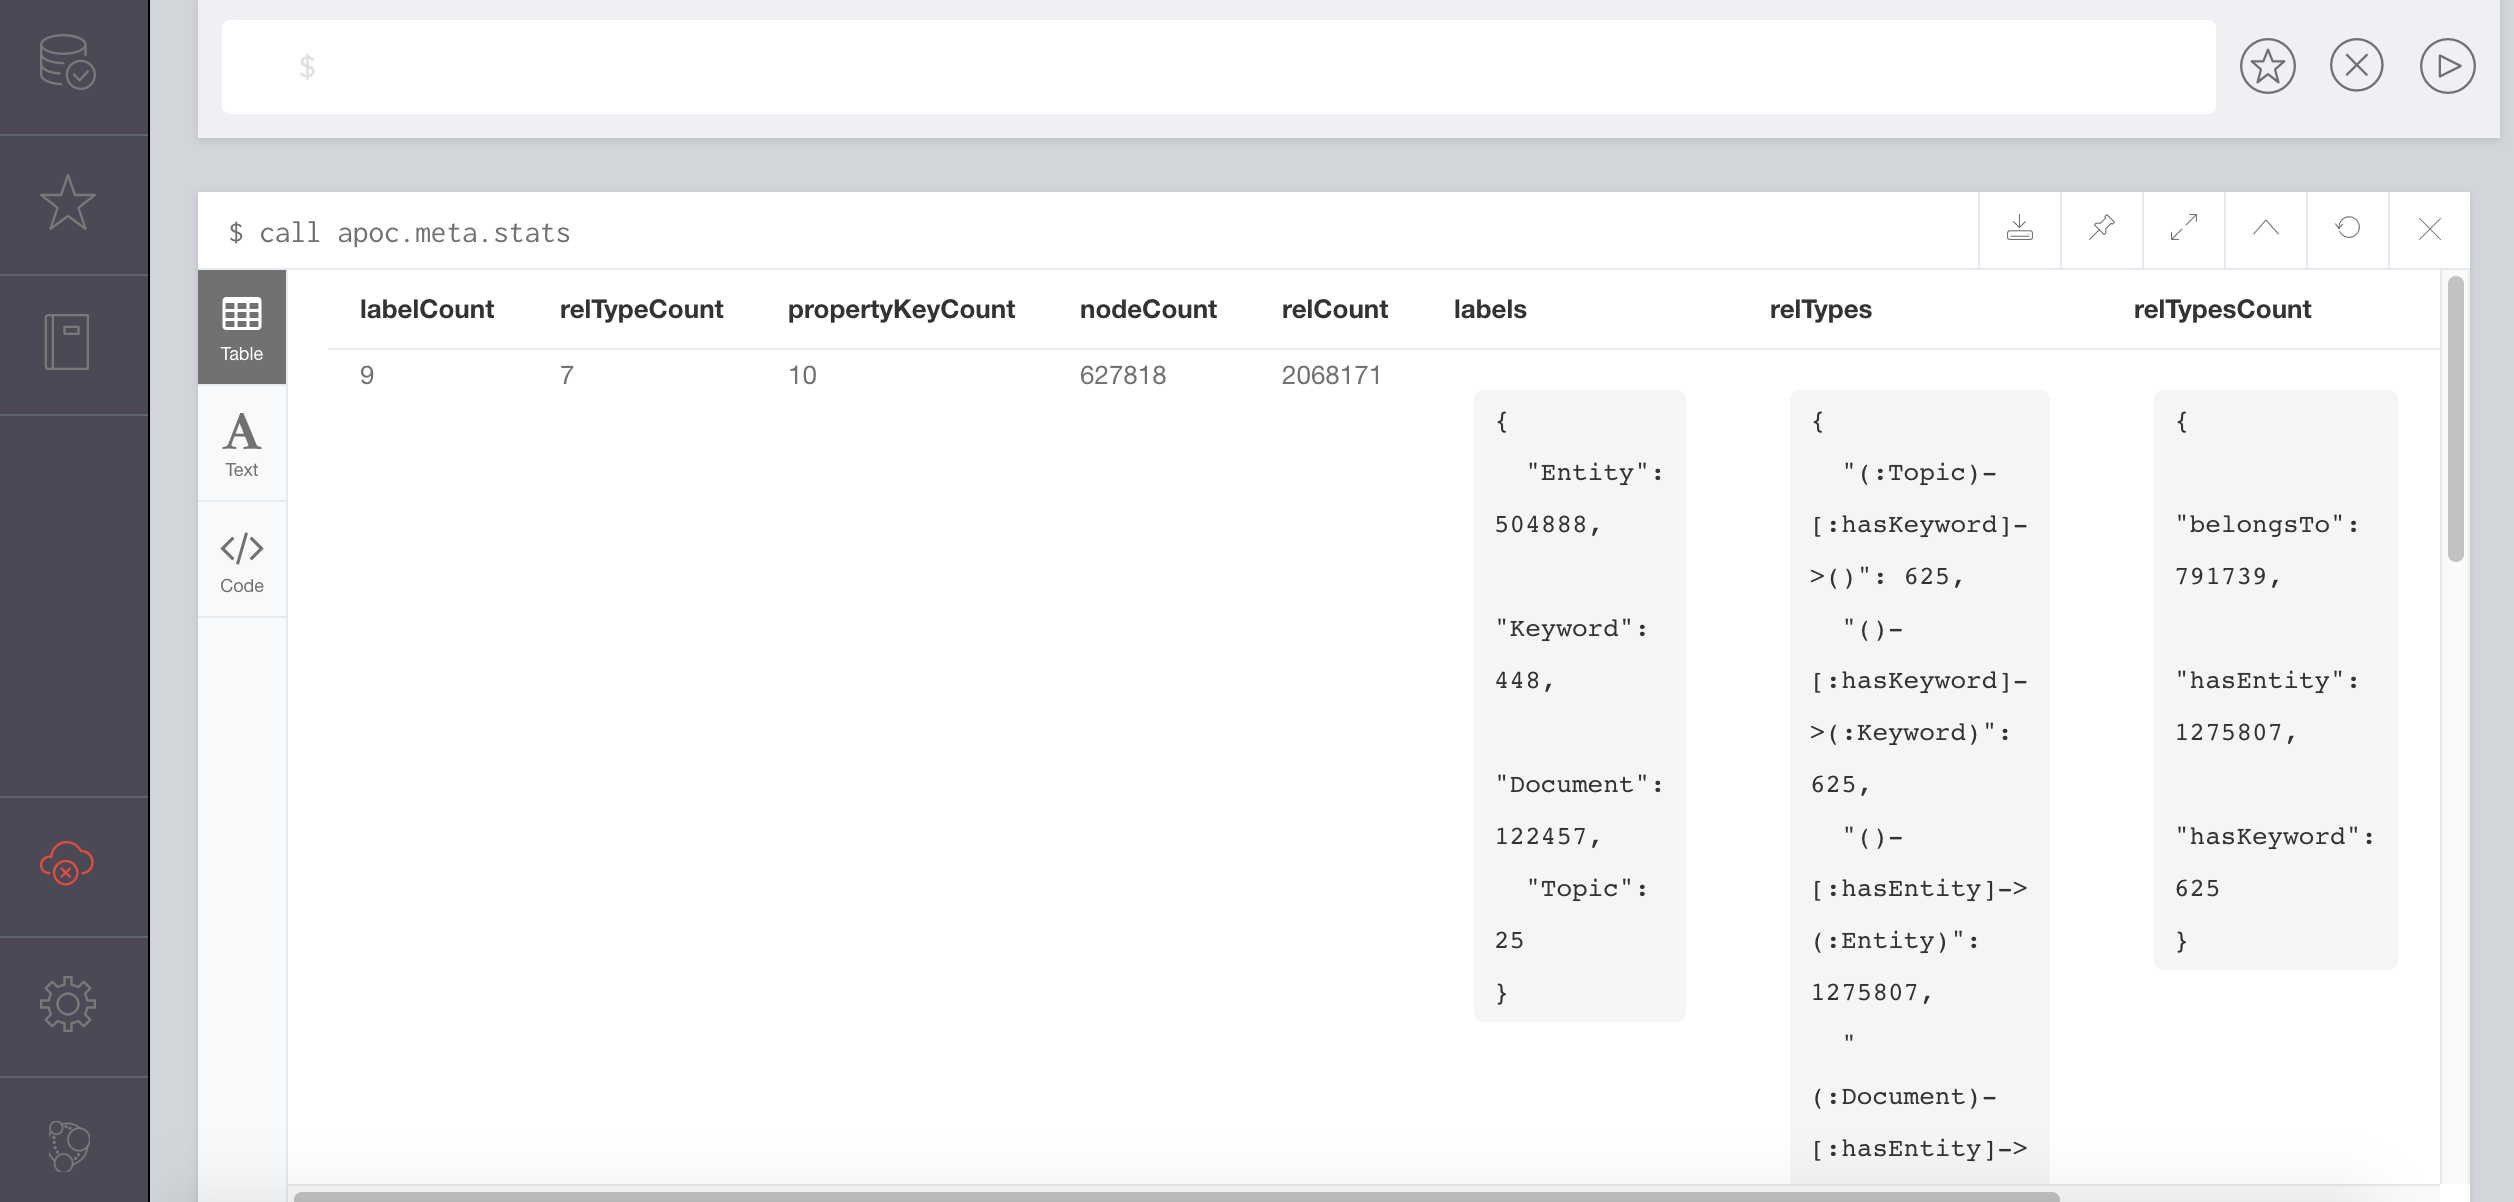 $
$ call apoc.meta.stats
Table
Text
Code
labelCount relTypeCount propertyKeyCount nodeCount relCount labels relTypes relTypesCount
9 7 10 627818 2068171
{
"Entity":
504888,
"Keyword":
448,
"Document":
122457,
"Topic":
25
}
{
"(:Topic)-
[:hasKeyword]-
>()": 625,
"()-
[:hasKeyword]-
>(:Keyword)":
625,
"()-
[:hasEntity]->
(:Entity)":
1275807,
"
(:Document)-
[:hasEntity]->
{
"belongsTo":
791739,
"hasEntity":
1275807,
"hasKeyword":
625
}